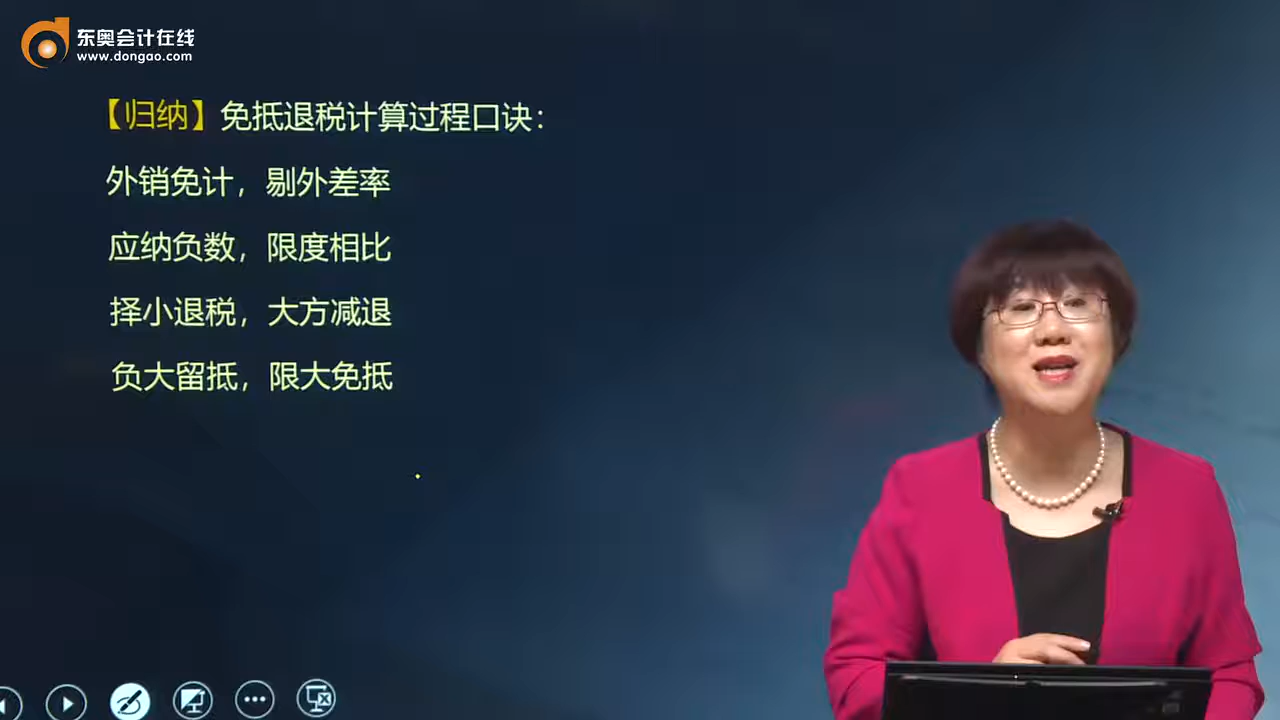 东奥会计在线
www.dongao.com
【归纳】免抵退税计算过程口诀：
外销免计，剔外差率
应纳负数，限度相比
择小退税，大方减退
负大留抵，限大免抵